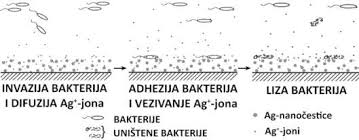 INVAZIJA BAKTERIJA
I DIFUZIJA Ag⁺-jona
ADHEZIJA BAKTERIJA
I VEZIVANJE Ag⁺-jona
LIZA BAKTERIJA
BAKTERIJE
UNIŠTENE BAKTERIJE
Ag-nanočestice
Ag⁺-joni